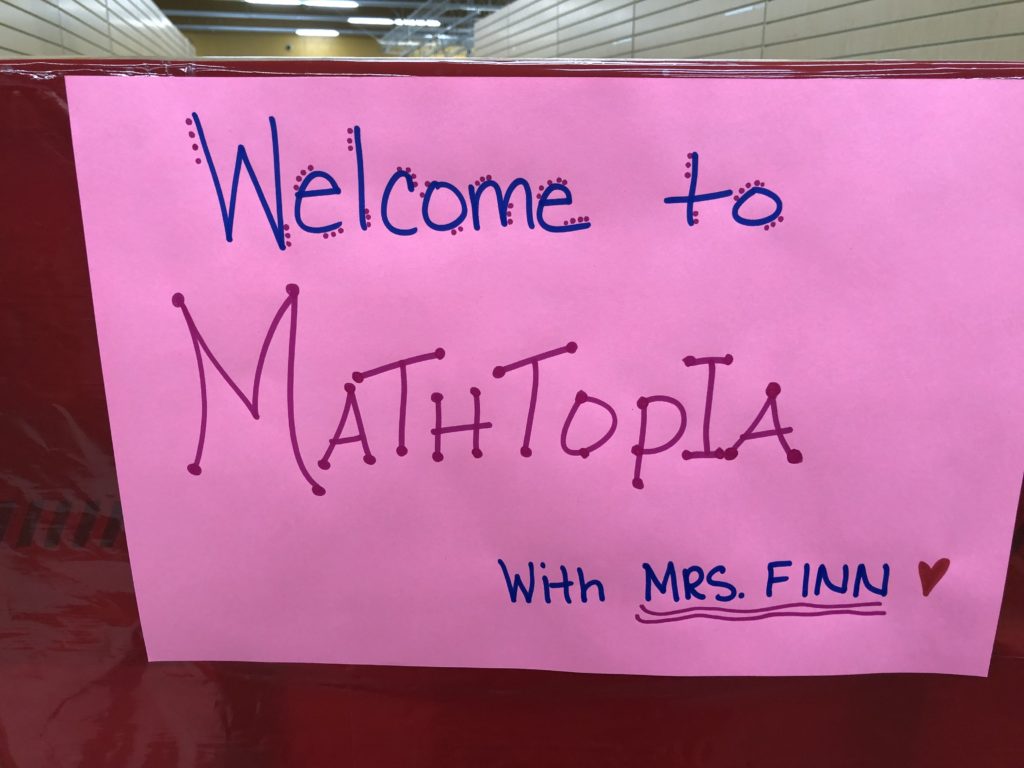 Welcome to
MATHTOPIA
With MRS. FINN